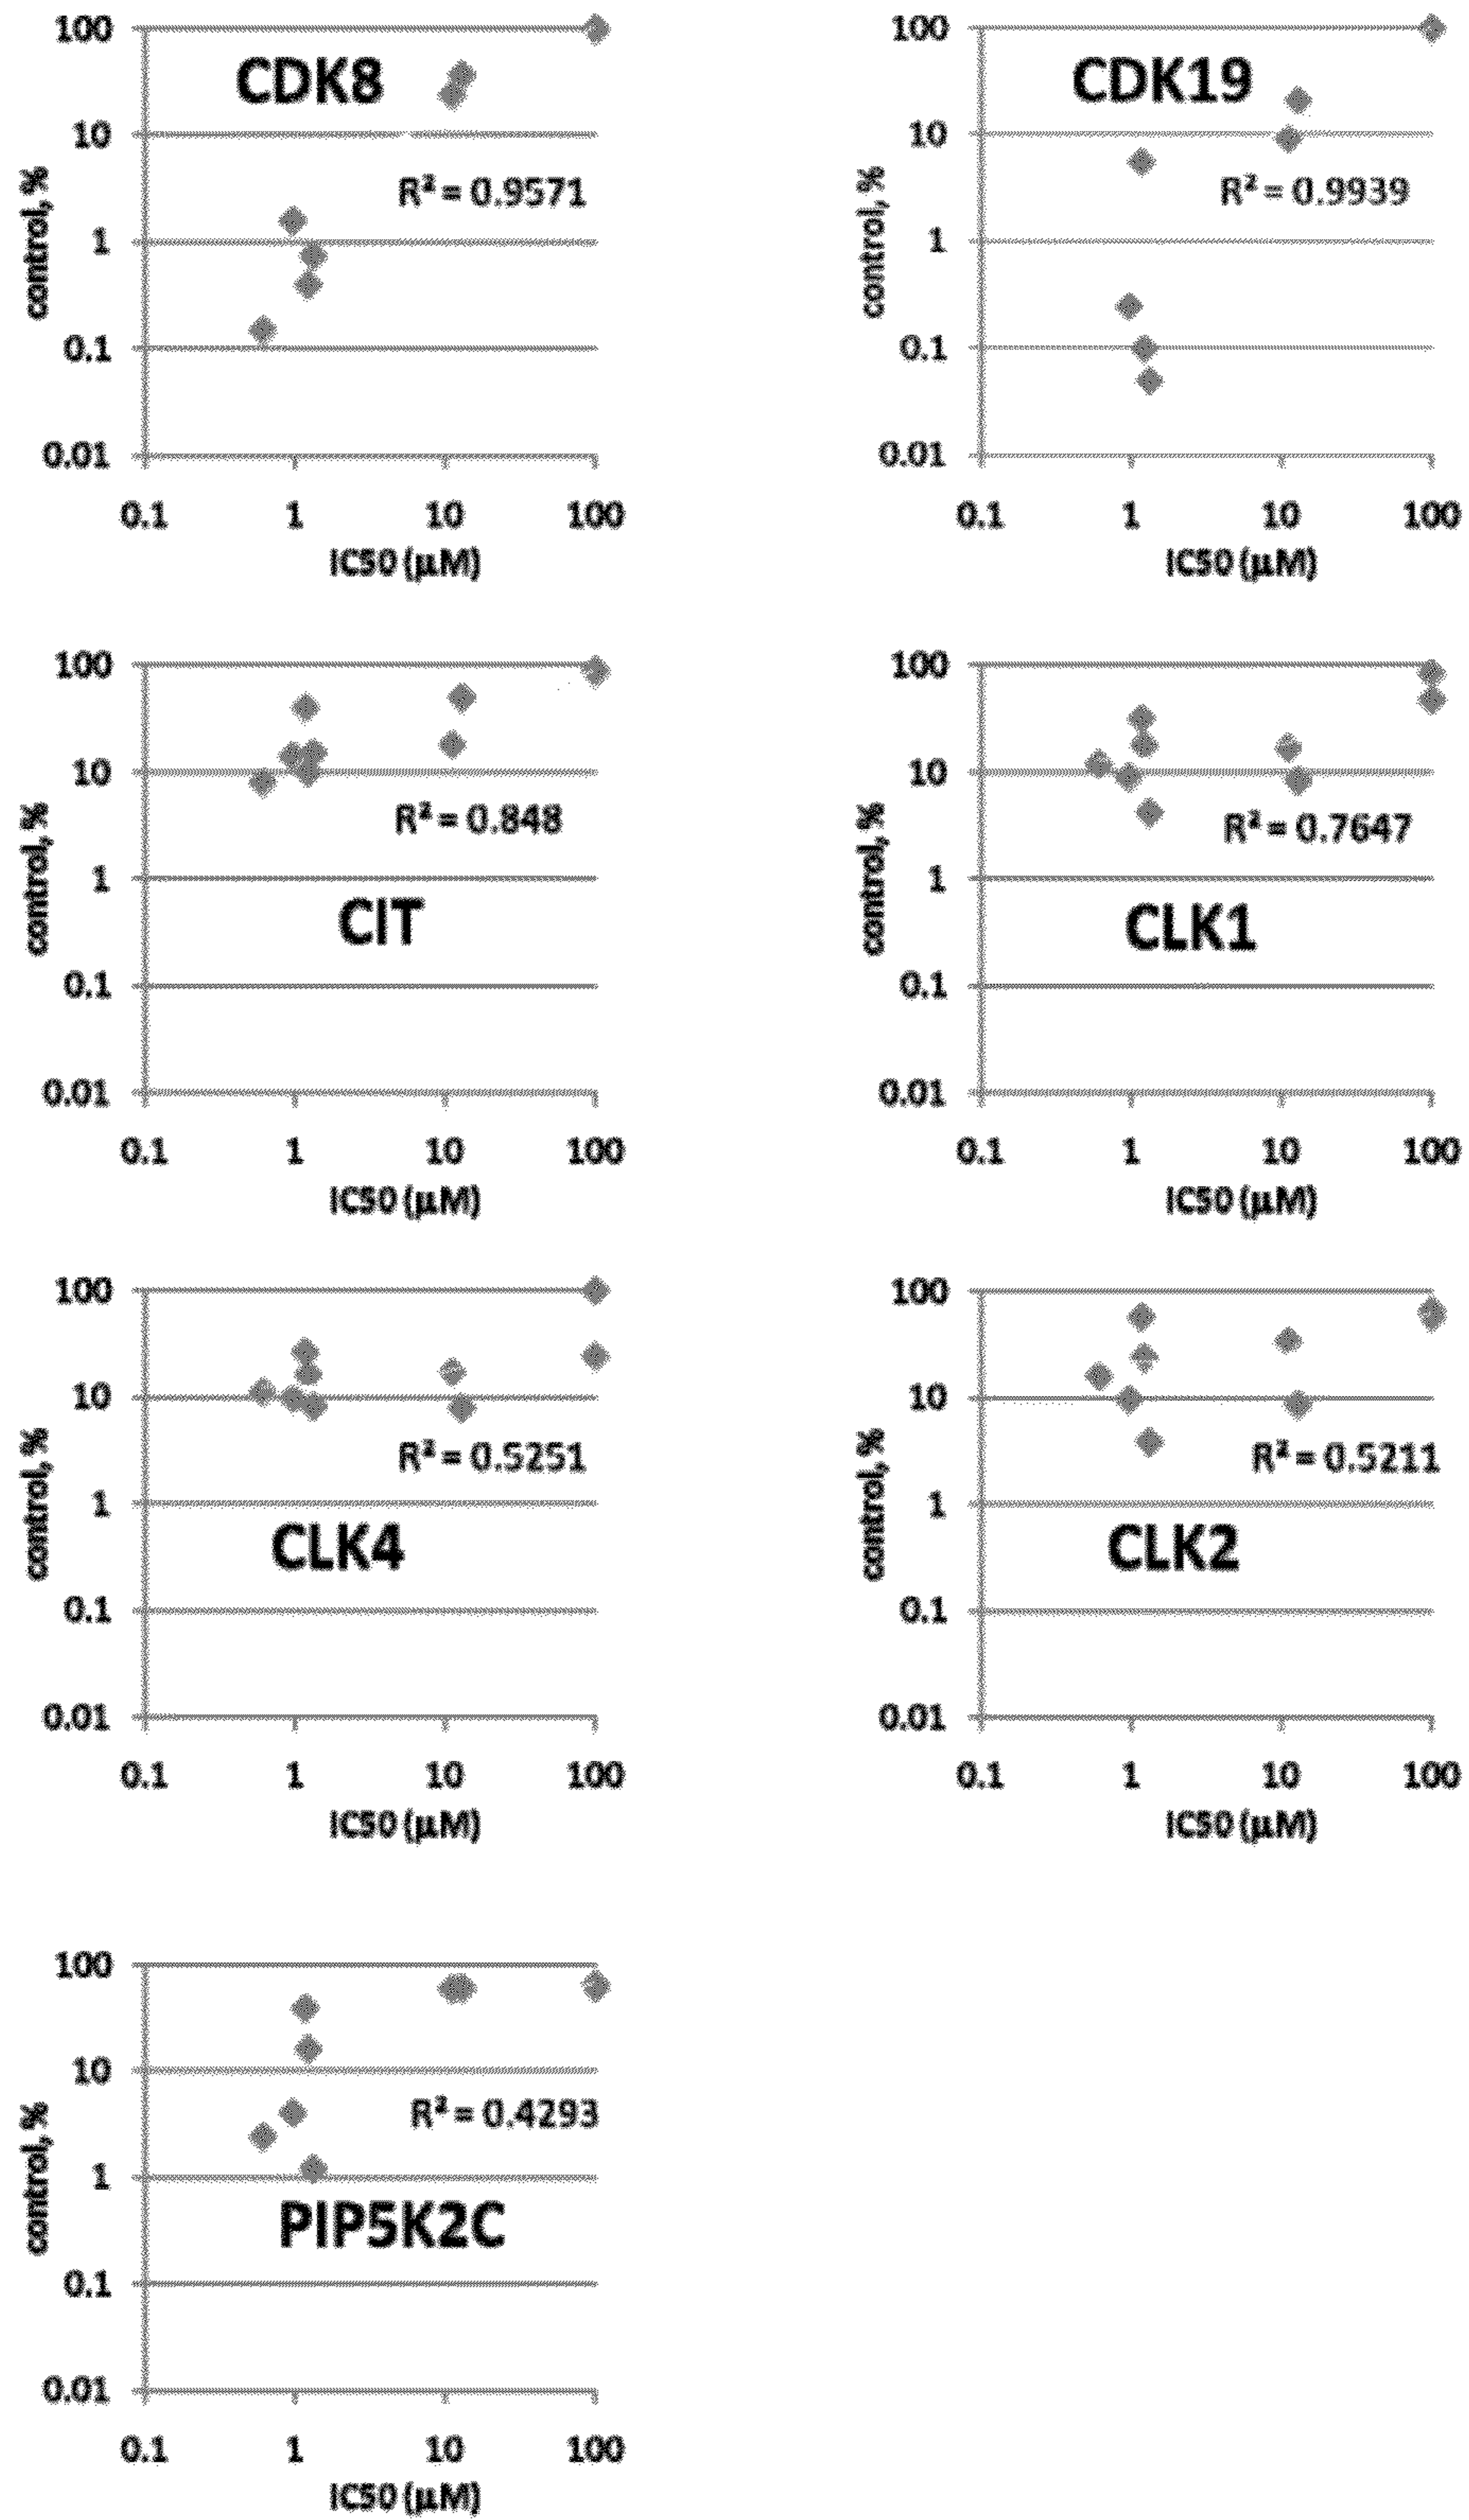 100
CDK8
10
R² = 0.9571
1
0.1
0.01
control, %
0.1 1 10 100
IC50 (µM)
100
CDK19
10
R² = 0.9939
1
0.1
0.01
control, %
0.1 1 10 100
IC50 (µM)
100
10
R² = 0.848
1
CIT
0.1
0.01
control, %
0.1 1 10 100
IC50 (µM)
100
10
R² = 0.7647
1
CLK1
0.1
0.01
control, %
0.1 1 10 100
IC50 (µM)
100
10
R² = 0.5251
1
CLK4
0.1
0.01
control, %
0.1 1 10 100
IC50 (µM)
100
10
R² = 0.5211
1
CLK2
0.1
0.01
control, %
0.1 1 10 100
IC50 (µM)
100
10
R² = 0.4293
1
PIP5K2C
0.1
0.01
control, %
0.1 1 10 100
IC50 (µM)